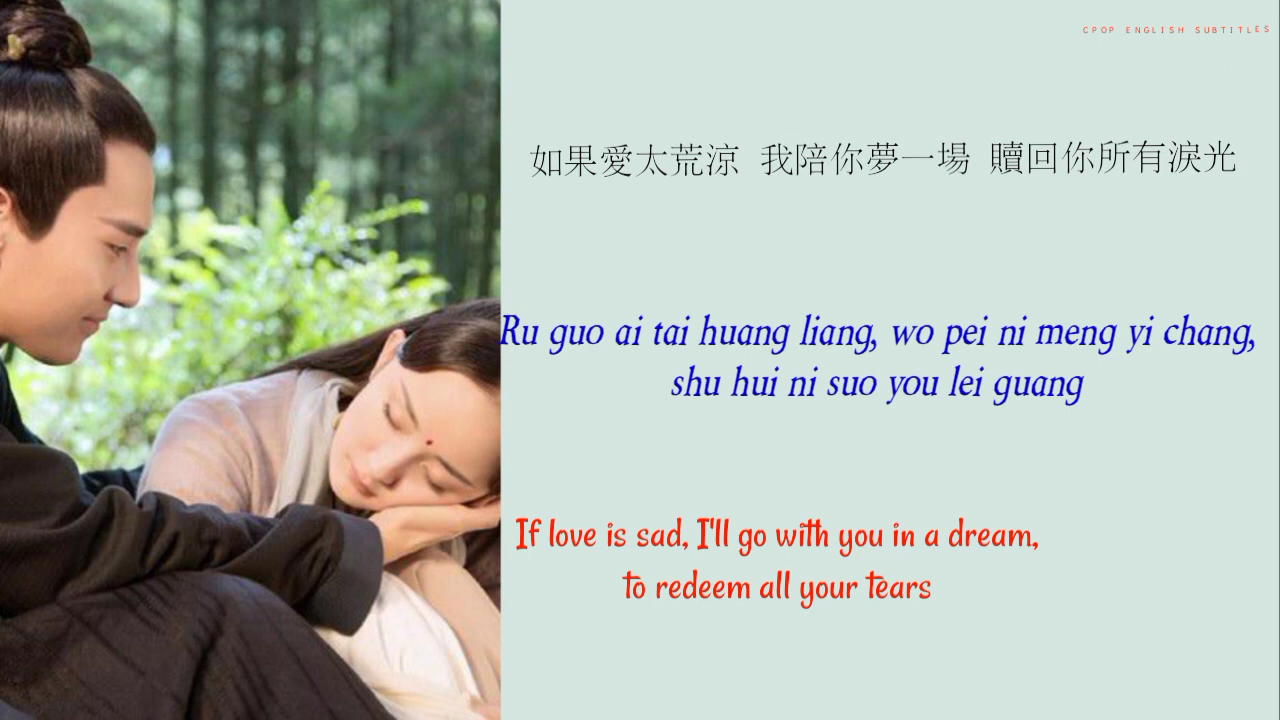 CPOP ENGLISH SUBTITLES
如果愛太荒涼 我陪你夢一場 贖回你所有淚光
Ru guo ai tai huang liang, wo pei ni meng yi chang,
shu hui ni suo you lei guang
If love is sad, I'll go with you in a dream,
to redeem all your tears